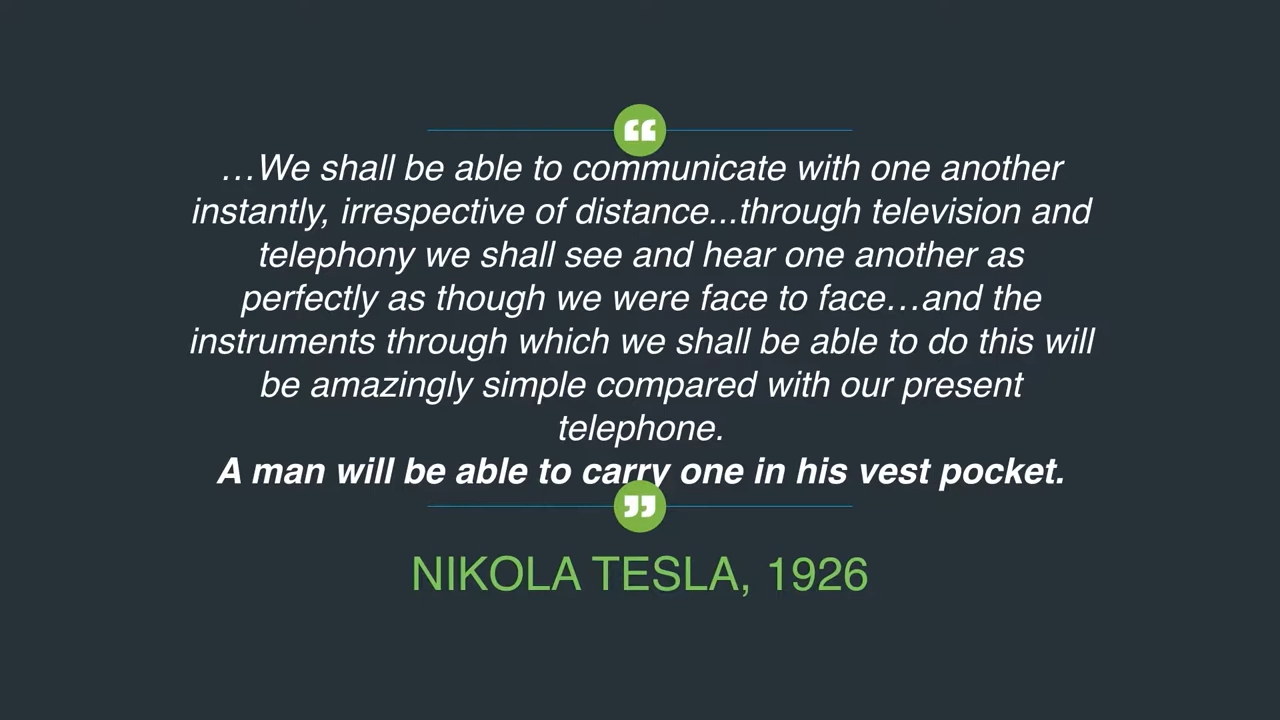 “
…We shall be able to communicate with one another
instantly, irrespective of distance...through television and
telephony we shall see and hear one another as
perfectly as though we were face to face…and the
instruments through which we shall be able to do this will
be amazingly simple compared with our present
telephone.
A man will be able to carry one in his vest pocket.
”
NIKOLA TESLA, 1926